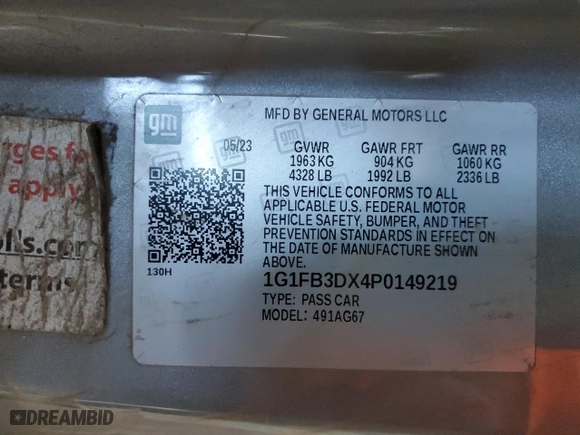 gm
MFD BY GENERAL MOTORS LLC
05/23 GVWR GAWR FRT GAWR RR
1963 KG 904 KG 1060 KG
4328 LB 1992 LB 2336 LB
THIS VEHICLE CONFORMS TO ALL
APPLICABLE U.S. FEDERAL MOTOR
VEHICLE SAFETY, BUMPER, AND THEFT
PREVENTION STANDARDS IN EFFECT ON
THE DATE OF MANUFACTURE SHOWN
ABOVE.
130H
1G1FB3DX4P0149219
TYPE: PASS CAR
MODEL: 491AG67
apply
terms
DREAMBID